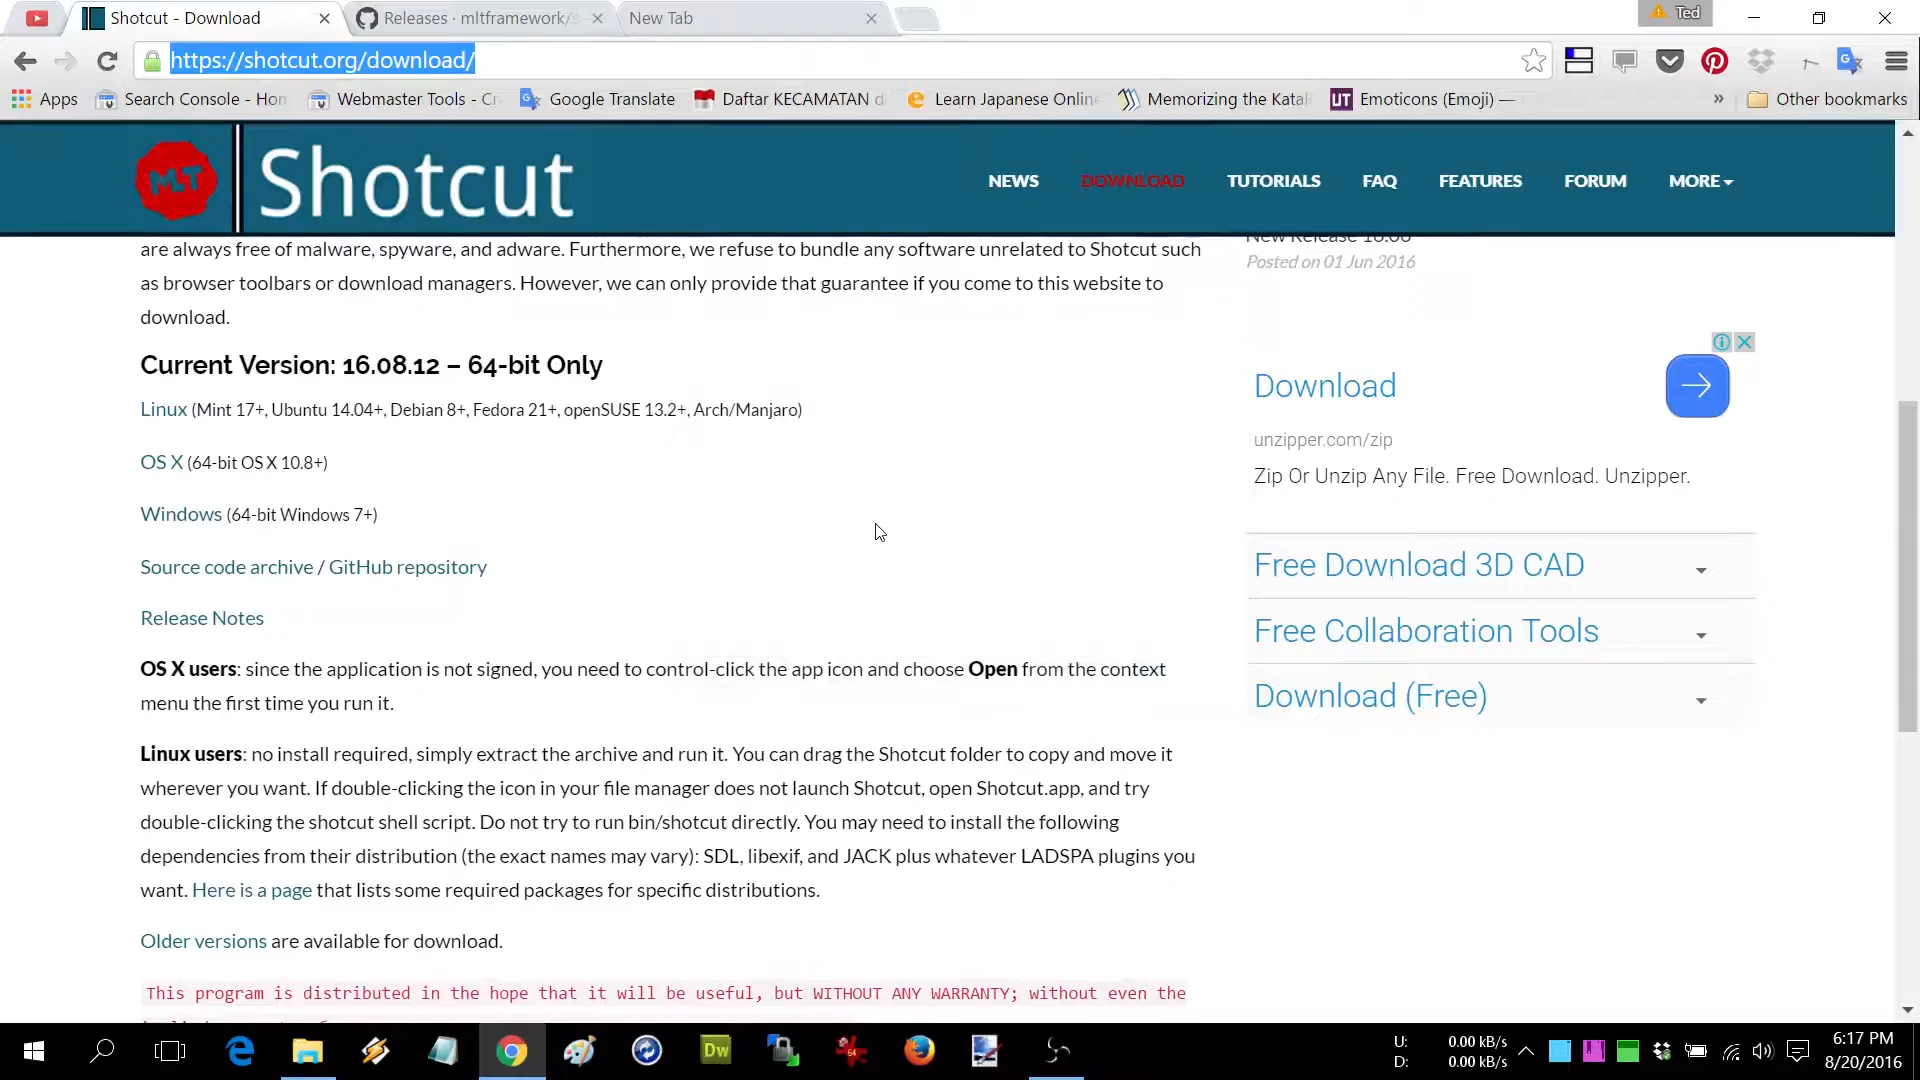 Shotcut - Download
Releases · mltframework/s
New Tab
Ted
https://shotcut.org/download/
Apps
Search Console - Hon
Webmaster Tools - Cr
Google Translate
Daftar KECAMATAN d
Learn Japanese Online
Memorizing the Katak
Emoticons (Emoji) —
»
Other bookmarks
MLT
Shotcut
NEWS
DOWNLOAD
TUTORIALS
FAQ
FEATURES
FORUM
MORE
are always free of malware, spyware, and adware. Furthermore, we refuse to bundle any software unrelated to Shotcut such
as browser toolbars or download managers. However, we can only provide that guarantee if you come to this website to
download.
Current Version: 16.08.12 – 64-bit Only
Linux (Mint 17+, Ubuntu 14.04+, Debian 8+, Fedora 21+, openSUSE 13.2+, Arch/Manjaro)
OS X (64-bit OS X 10.8+)
Windows (64-bit Windows 7+)
Source code archive / GitHub repository
Release Notes
OS X users: since the application is not signed, you need to control-click the app icon and choose Open from the context
menu the first time you run it.
Linux users: no install required, simply extract the archive and run it. You can drag the Shotcut folder to copy and move it
wherever you want. If double-clicking the icon in your file manager does not launch Shotcut, open Shotcut.app, and try
double-clicking the shotcut shell script. Do not try to run bin/shotcut directly. You may need to install the following
dependencies from their distribution (the exact names may vary): SDL, libexif, and JACK plus whatever LADSPA plugins you
want. Here is a page that lists some required packages for specific distributions.
Older versions are available for download.
This program is distributed in the hope that it will be useful, but WITHOUT ANY WARRANTY; without even the
New Release 16.06
Posted on 01 Jun 2016
Download
unzipper.com/zip
Zip Or Unzip Any File. Free Download. Unzipper.
Free Download 3D CAD
Free Collaboration Tools
Download (Free)
Dw
64
U: 0.00 kB/s
D: 0.00 kB/s
6:17 PM
8/20/2016